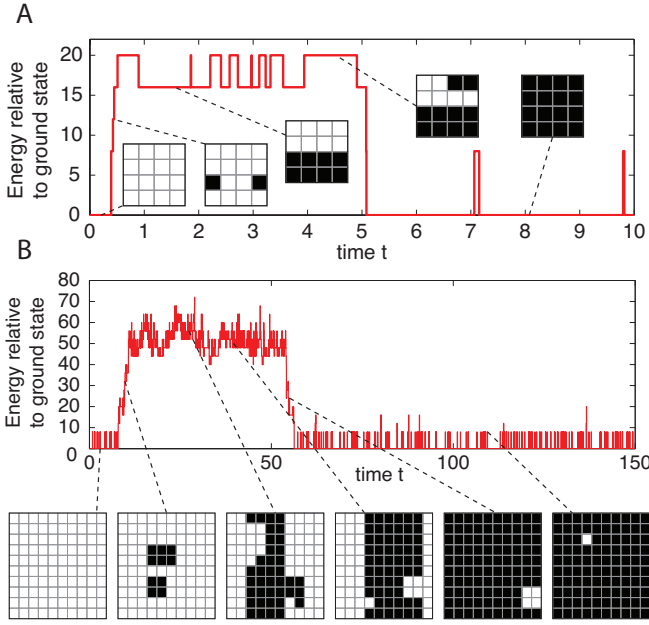 A
Energy relative
to ground state
20
15
10
5
0
0 1 2 3 4 5 6 7 8 9 10
time t
B
Energy relative
to ground state
80
70
60
50
40
30
20
10
0 50 100 150
time t